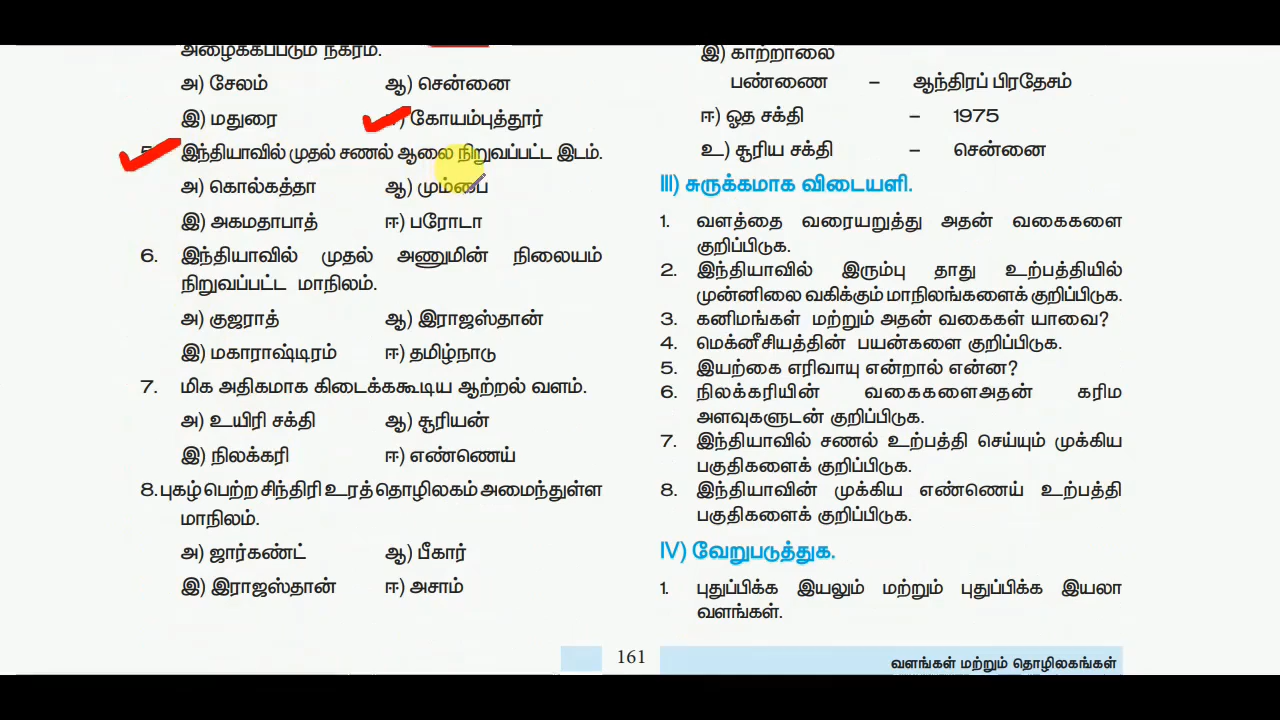 அழைக்கப்படும் நகரம்.
அ) சேலம் ஆ) சென்னை
இ) மதுரை ஈ) கோயம்புத்தூர்
5. இந்தியாவில் முதல் சணல் ஆலை நிறுவப்பட்ட இடம்.
அ) கொல்கத்தா ஆ) மும்பை
இ) அகமதாபாத் ஈ) பரோடா
6. இந்தியாவில் முதல் அணுமின் நிலையம்
நிறுவப்பட்ட மாநிலம்.
அ) குஜராத் ஆ) இராஜஸ்தான்
இ) மகாராஷ்டிரம் ஈ) தமிழ்நாடு
7. மிக அதிகமாக கிடைக்ககூடிய ஆற்றல் வளம்.
அ) உயிரி சக்தி ஆ) சூரியன்
இ) நிலக்கரி ஈ) எண்ணெய்
8. புகழ் பெற்ற சிந்திரி உரத் தொழிலகம் அமைந்துள்ள
மாநிலம்.
அ) ஜார்கண்ட் ஆ) பீகார்
இ) இராஜஸ்தான் ஈ) அசாம்
இ) காற்றாலை
பண்ணை – ஆந்திரப் பிரதேசம்
ஈ) ஓத சக்தி – 1975
உ) சூரிய சக்தி – சென்னை
III) சுருக்கமாக விடையளி.
1. வளத்தை வரையறுத்து அதன் வகைகளை
குறிப்பிடுக.
2. இந்தியாவில் இரும்பு தாது உற்பத்தியில்
முன்னிலை வகிக்கும் மாநிலங்களைக் குறிப்பிடுக.
3. கனிமங்கள் மற்றும் அதன் வகைகள் யாவை?
4. மெக்னீசியத்தின் பயன்களை குறிப்பிடுக.
5. இயற்கை எரிவாயு என்றால் என்ன?
6. நிலக்கரியின் வகைகளைஅதன் கரிம
அளவுகளுடன் குறிப்பிடுக.
7. இந்தியாவில் சணல் உற்பத்தி செய்யும் முக்கிய
பகுதிகளைக் குறிப்பிடுக.
8. இந்தியாவின் முக்கிய எண்ணெய் உற்பத்தி
பகுதிகளைக் குறிப்பிடுக.
IV) வேறுபடுத்துக.
1. புதுப்பிக்க இயலும் மற்றும் புதுப்பிக்க இயலா
வளங்கள்.
161
வளங்கள் மற்றும் தொழிலகங்கள்